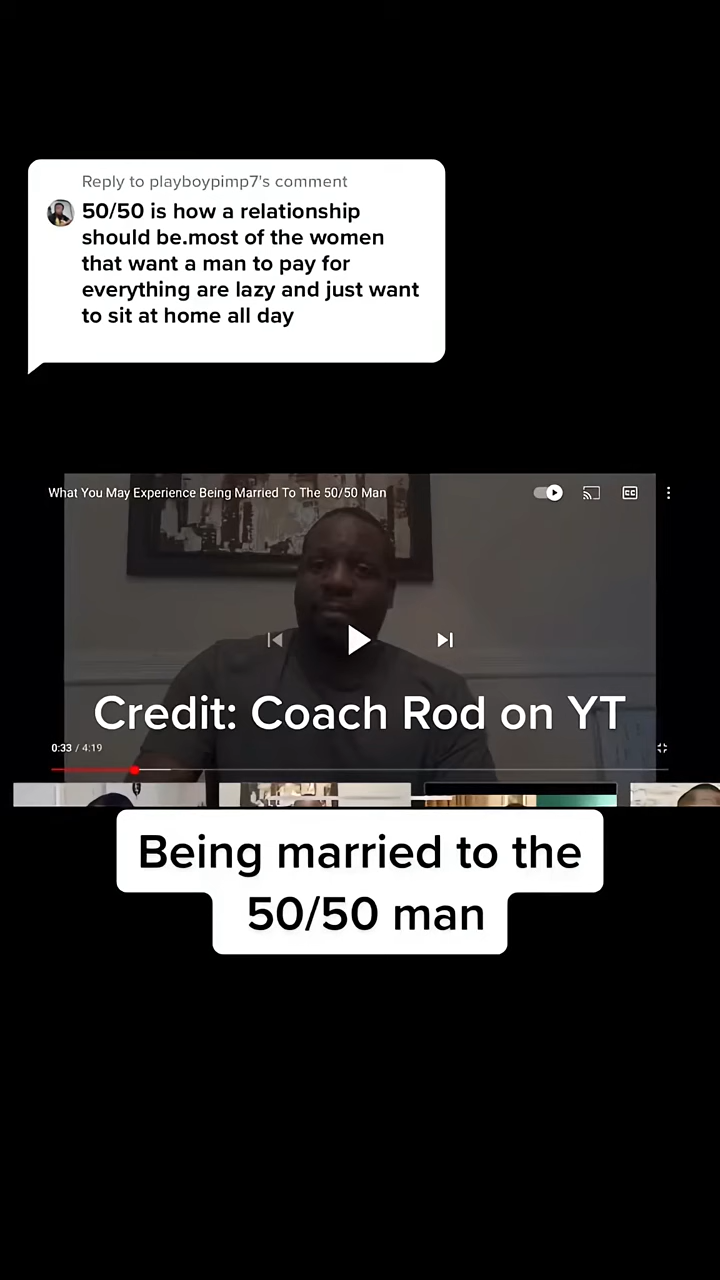 Reply to playboypimp7's comment
50/50 is how a relationship
should be.most of the women
that want a man to pay for
everything are lazy and just want
to sit at home all day
What You May Experience Being Married To The 50/50 Man
CC
Credit: Coach Rod on YT
0:33 / 4:19
Being married to the
50/50 man